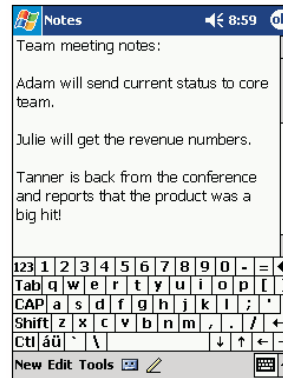 Notes 8:59 ok
Team meeting notes:
Adam will send current status to core
team.
Julie will get the revenue numbers.
Tanner is back from the conference
and reports that the product was a
big hit!
123 1 2 3 4 5 6 7 8 9 0 - =
Tab q w e r t y u i o p [ ]
CAP a s d f g h j k l ; '
Shift z x c v b n m , . /
Ctl áü ` \ ↓ ↑ ←
New Edit Tools